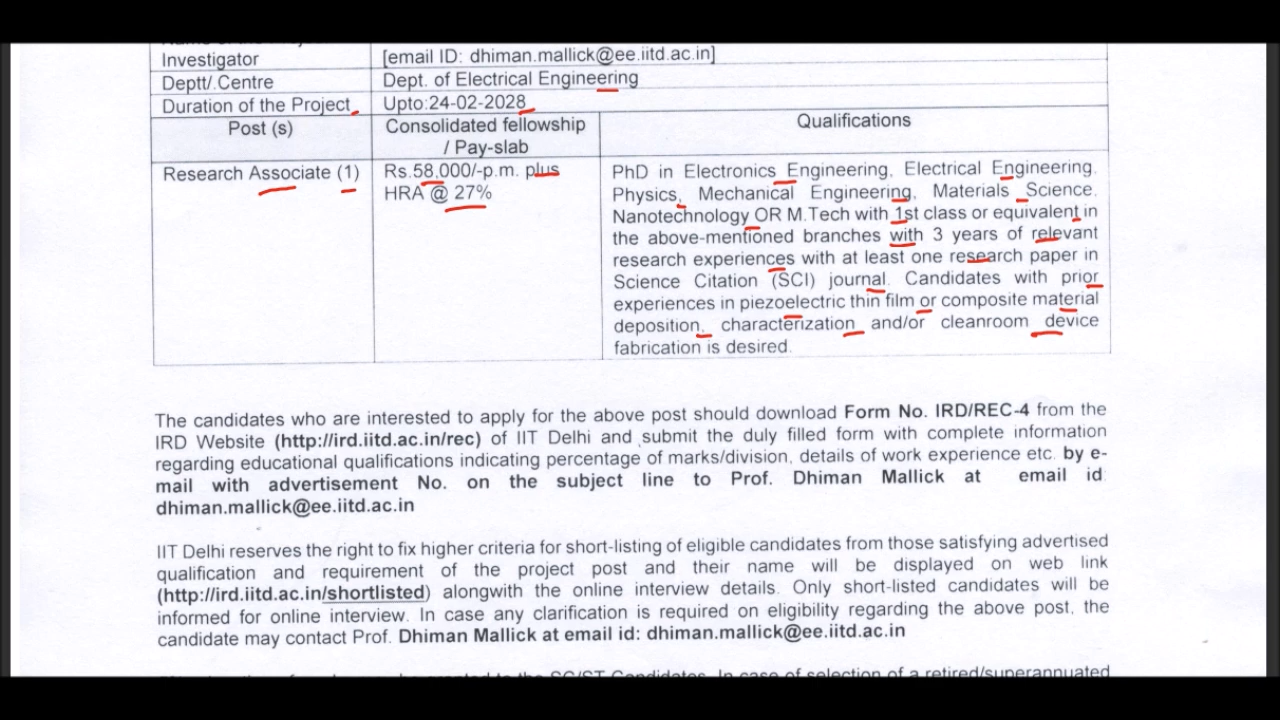 Investigator
[email ID: dhiman.mallick@ee.iitd.ac.in]
Deptt/.Centre
Dept. of Electrical Engineering
Duration of the Project
Upto:24-02-2028
Post (s)
Consolidated fellowship
/ Pay-slab
Qualifications
Research Associate (1)
Rs.58,000/-p.m. plus
HRA @ 27%
PhD in Electronics Engineering, Electrical Engineering,
Physics, Mechanical Engineering, Materials Science,
Nanotechnology OR M.Tech with 1st class or equivalent in
the above-mentioned branches with 3 years of relevant
research experiences with at least one research paper in
Science Citation (SCI) journal. Candidates with prior
experiences in piezoelectric thin film or composite material
deposition, characterization and/or cleanroom device
fabrication is desired.
The candidates who are interested to apply for the above post should download Form No. IRD/REC-4 from the
IRD Website (http://ird.iitd.ac.in/rec) of IIT Delhi and submit the duly filled form with complete information
regarding educational qualifications indicating percentage of marks/division, details of work experience etc. by e-
mail with advertisement No. on the subject line to Prof. Dhiman Mallick at email id:
dhiman.mallick@ee.iitd.ac.in
IIT Delhi reserves the right to fix higher criteria for short-listing of eligible candidates from those satisfying advertised
qualification and requirement of the project post and their name will be displayed on web link
(http://ird.iitd.ac.in/shortlisted) alongwith the online interview details. Only short-listed candidates will be
informed for online interview. In case any clarification is required on eligibility regarding the above post, the
candidate may contact Prof. Dhiman Mallick at email id: dhiman.mallick@ee.iitd.ac.in
to the SC/ST Candidates. In case of selection of a retired/superannuated